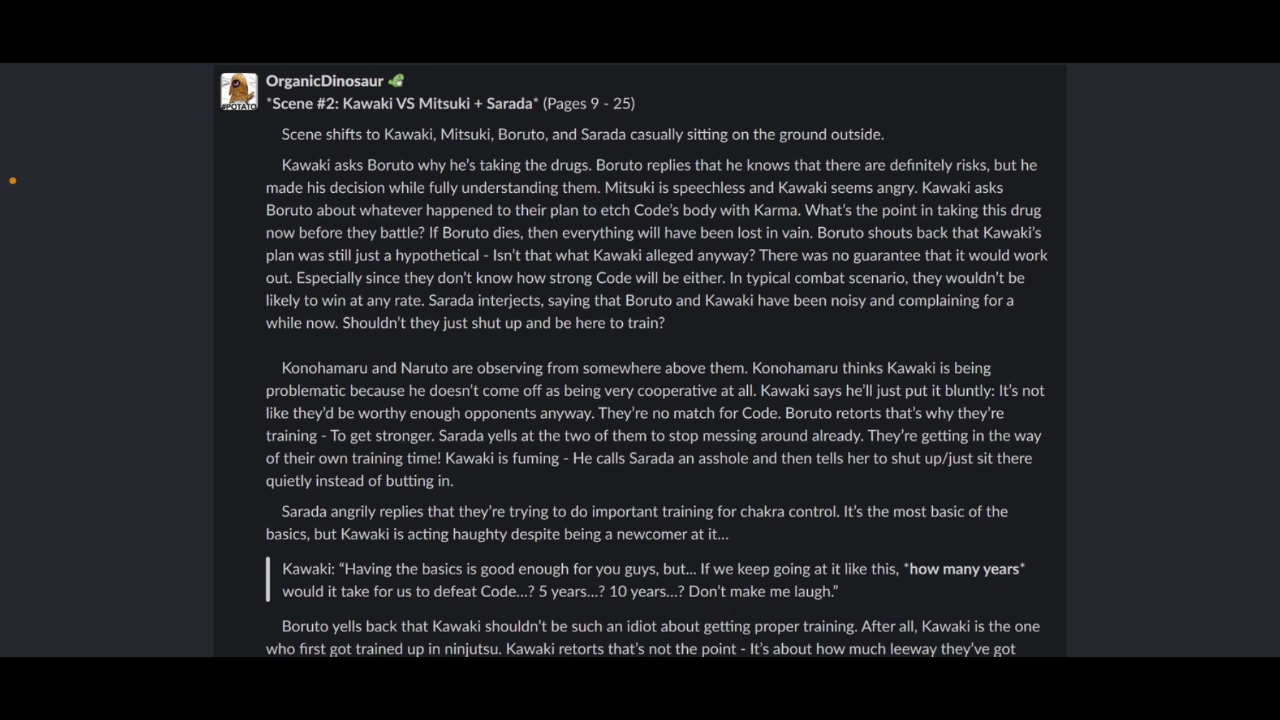 OrganicDinosaur
*Scene #2: Kawaki VS Mitsuki + Sarada* (Pages 9 - 25)
Scene shifts to Kawaki, Mitsuki, Boruto, and Sarada casually sitting on the ground outside.
Kawaki asks Boruto why he's taking the drugs. Boruto replies that he knows that there are definitely risks, but he
made his decision while fully understanding them. Mitsuki is speechless and Kawaki seems angry. Kawaki asks
Boruto about whatever happened to their plan to etch Code's body with Karma. What's the point in taking this drug
now before they battle? If Boruto dies, then everything will have been lost in vain. Boruto shouts back that Kawaki's
plan was still just a hypothetical - Isn't that what Kawaki alleged anyway? There was no guarantee that it would work
out. Especially since they don't know how strong Code will be either. In typical combat scenario, they wouldn't be
likely to win at any rate. Sarada interjects, saying that Boruto and Kawaki have been noisy and complaining for a
while now. Shouldn't they just shut up and be here to train?
Konohamaru and Naruto are observing from somewhere above them. Konohamaru thinks Kawaki is being
problematic because he doesn't come off as being very cooperative at all. Kawaki says he'll just put it bluntly: It's not
like they'd be worthy enough opponents anyway. They're no match for Code. Boruto retorts that's why they're
training - To get stronger. Sarada yells at the two of them to stop messing around already. They're getting in the way
of their own training time! Kawaki is fuming - He calls Sarada an asshole and then tells her to shut up/just sit there
quietly instead of butting in.
Sarada angrily replies that they're trying to do important training for chakra control. It's the most basic of the
basics, but Kawaki is acting haughty despite being a newcomer at it...
Kawaki: “Having the basics is good enough for you guys, but... If we keep going at it like this, *how many years*
would it take for us to defeat Code...? 5 years...? 10 years...? Don't make me laugh.”
Boruto yells back that Kawaki shouldn't be such an idiot about getting proper training. After all, Kawaki is the one
who first got trained up in ninjutsu. Kawaki retorts that's not the point - It's about how much leeway they've got
#POTATO